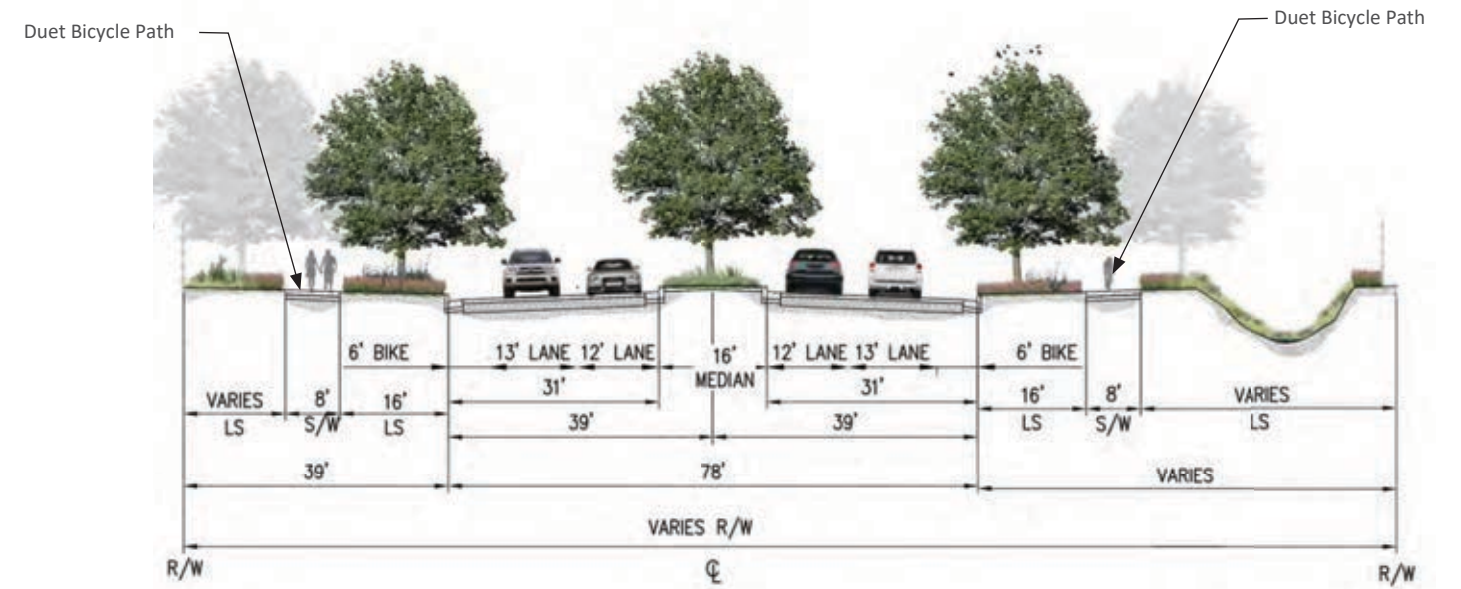 Duet Bicycle Path
Duet Bicycle Path
6' BIKE
13' LANE
12' LANE
16'
MEDIAN
12' LANE
13' LANE
6' BIKE
31'
31'
VARIES
LS
8'
S/W
16'
LS
39'
39'
16'
LS
8'
S/W
VARIES
LS
39'
78'
VARIES
VARIES R/W
R/W
℄
R/W